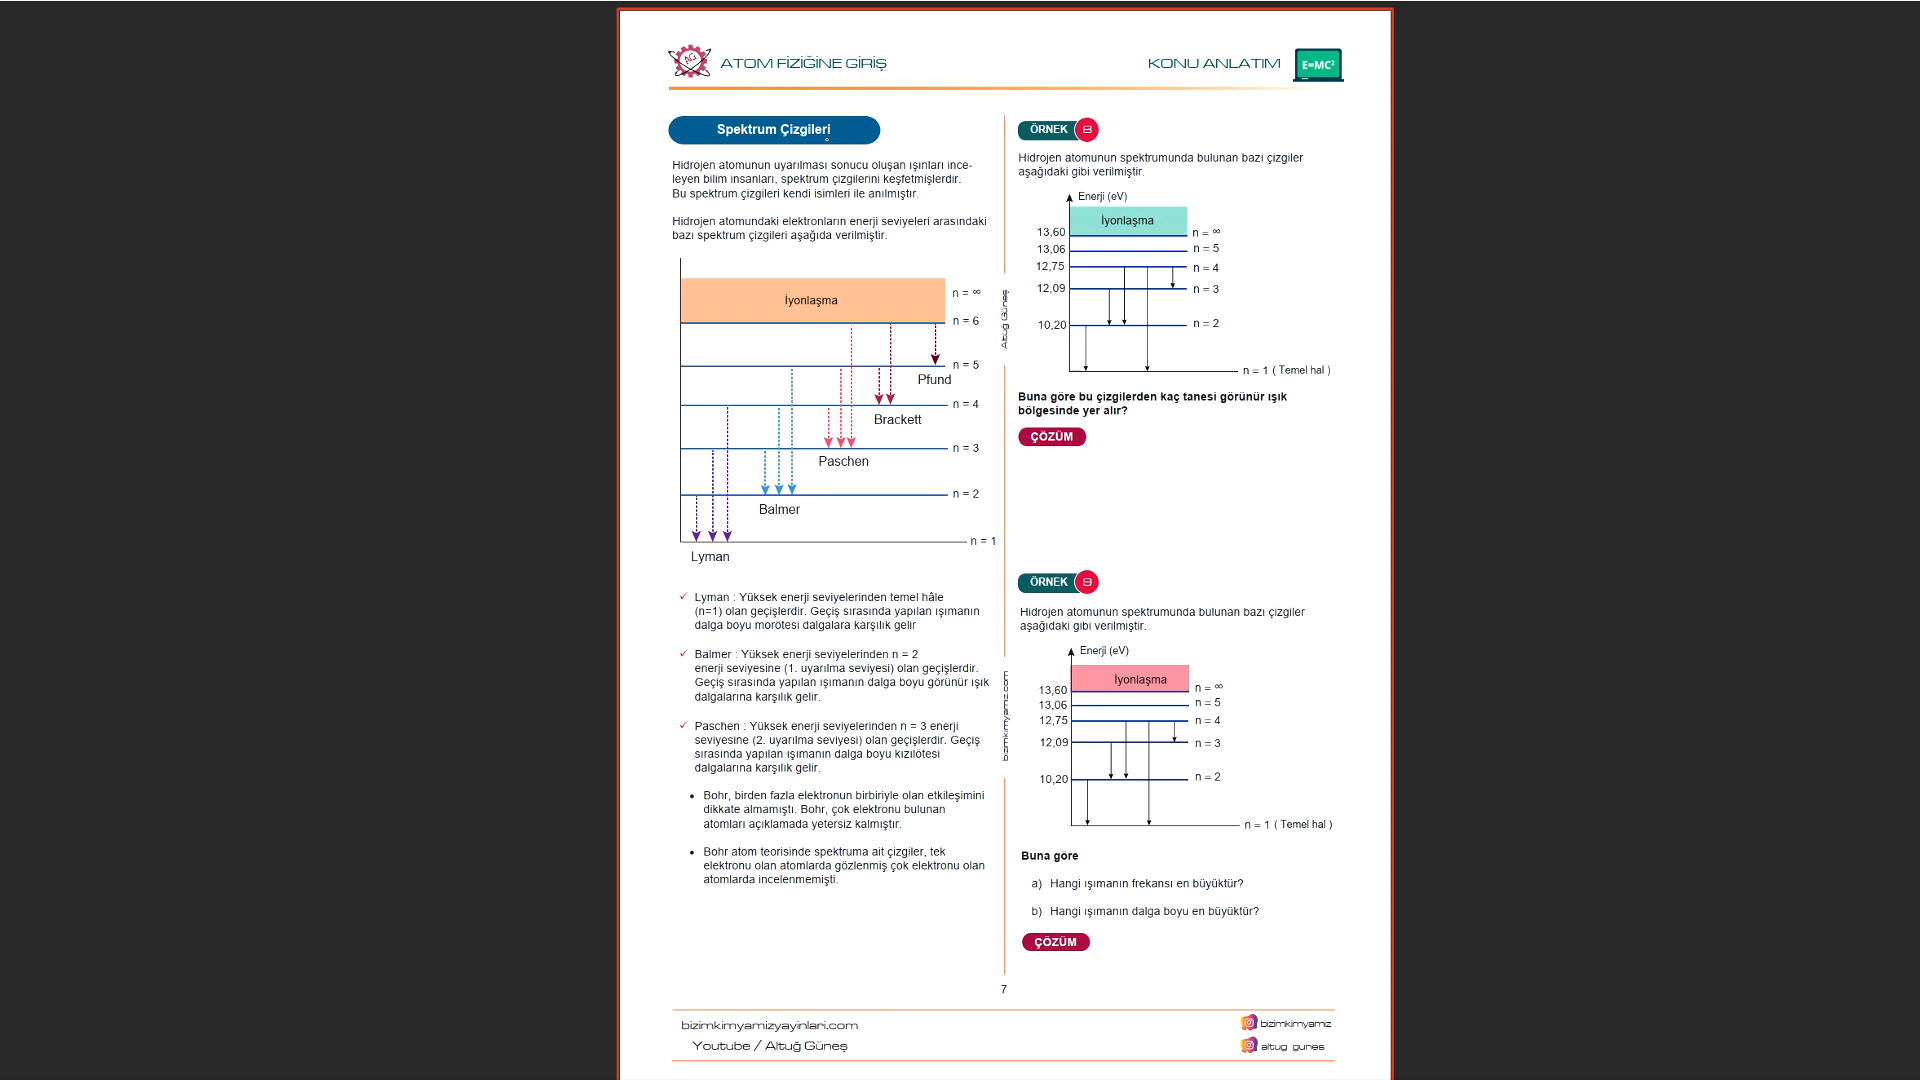 ATOM FİZİĞİNE GİRİŞ
KONU ANLATIM
E=MC²
AG
Spektrum Çizgileri
Hidrojen atomunun uyarılması sonucu oluşan ışınları ince-
leyen bilim insanları, spektrum çizgilerini keşfetmişlerdir.
Bu spektrum çizgileri kendi isimleri ile anılmıştır.
Hidrojen atomundaki elektronların enerji seviyeleri arasındaki
bazı spektrum çizgileri aşağıda verilmiştir.
İyonlaşma
n = ∞
n = 6
n = 5
Pfund
n = 4
Brackett
n = 3
Paschen
n = 2
Balmer
n = 1
Lyman
✓ Lyman : Yüksek enerji seviyelerinden temel hâle
(n=1) olan geçişlerdir. Geçiş sırasında yapılan ışımanın
dalga boyu morötesi dalgalara karşılık gelir
✓ Balmer : Yüksek enerji seviyelerinden n = 2
enerji seviyesine (1. uyarılma seviyesi) olan geçişlerdir.
Geçiş sırasında yapılan ışımanın dalga boyu görünür ışık
dalgalarına karşılık gelir.
✓ Paschen : Yüksek enerji seviyelerinden n = 3 enerji
seviyesine (2. uyarılma seviyesi) olan geçişlerdir. Geçiş
sırasında yapılan ışımanın dalga boyu kızılötesi
dalgalarına karşılık gelir.
• Bohr, birden fazla elektronun birbiriyle olan etkileşimini
dikkate almamıştı. Bohr, çok elektronu bulunan
atomları açıklamada yetersiz kalmıştır.
• Bohr atom teorisinde spektruma ait çizgiler, tek
elektronu olan atomlarda gözlenmiş çok elektronu olan
atomlarda incelenmemişti.
Altuğ Güneş
bizimkimyamiz.com
ÖRNEK 8
Hidrojen atomunun spektrumunda bulunan bazı çizgiler
aşağıdaki gibi verilmiştir.
Enerji (eV)
İyonlaşma
13,60 n = ∞
13,06 n = 5
12,75 n = 4
12,09 n = 3
10,20 n = 2
n = 1 ( Temel hal )
Buna göre bu çizgilerden kaç tanesi görünür ışık
bölgesinde yer alır?
ÇÖZÜM
ÖRNEK 9
Hidrojen atomunun spektrumunda bulunan bazı çizgiler
aşağıdaki gibi verilmiştir.
Enerji (eV)
İyonlaşma
13,60 n = ∞
13,06 n = 5
12,75 n = 4
12,09 n = 3
10,20 n = 2
n = 1 ( Temel hal )
Buna göre
a) Hangi ışımanın frekansı en büyüktür?
b) Hangi ışımanın dalga boyu en büyüktür?
ÇÖZÜM
7
bizimkimyamizyayinlari.com
Youtube / Altuğ Güneş
bizimkimyamiz
altug gunes